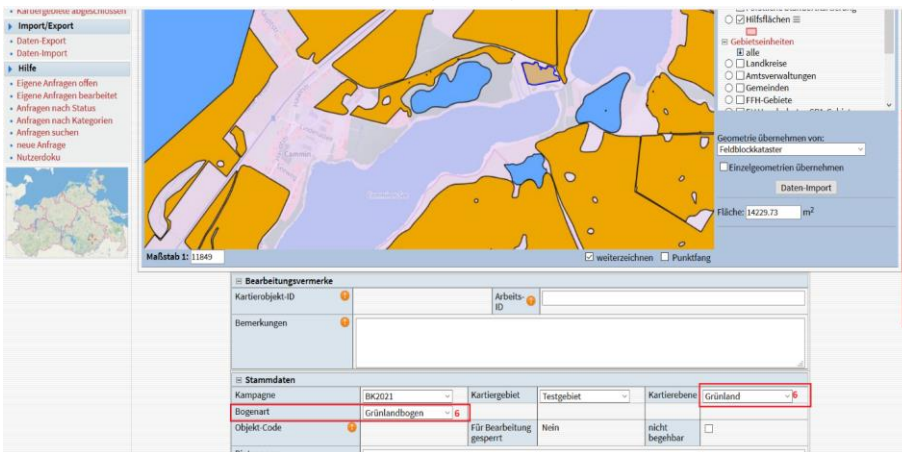 Kartiergebiete abgeschlossen
Import/Export
Daten-Export
Daten-Import
Hilfe
Eigene Anfragen offen
Eigene Anfragen bearbeitet
Anfragen nach Status
Anfragen nach Kategorien
Anfragen suchen
neue Anfrage
Nutzerdoku
Cammin
Maßstab 1: 11849
weiterzeichnen Punktfang
Hilfsflächen
Gebietseinheiten
alle
Landkreise
Amtsverwaltungen
Gemeinden
FFH-Gebiete
Geometrie übernehmen von:
Feldblockkataster
Einzelgeometrien übernehmen
Daten-Import
Fläche: 14229.73 m²
Bearbeitungsvermerke
Kartierobjekt-ID Arbeits-
ID
Bemerkungen
Stammdaten
Kampagne BK2021 Kartiergebiet Testgebiet Kartierebene Grünland 6
Bogenart Grünlandbogen 6
Objekt-Code Für Bearbeitung Nein nicht
gesperrt begehbar